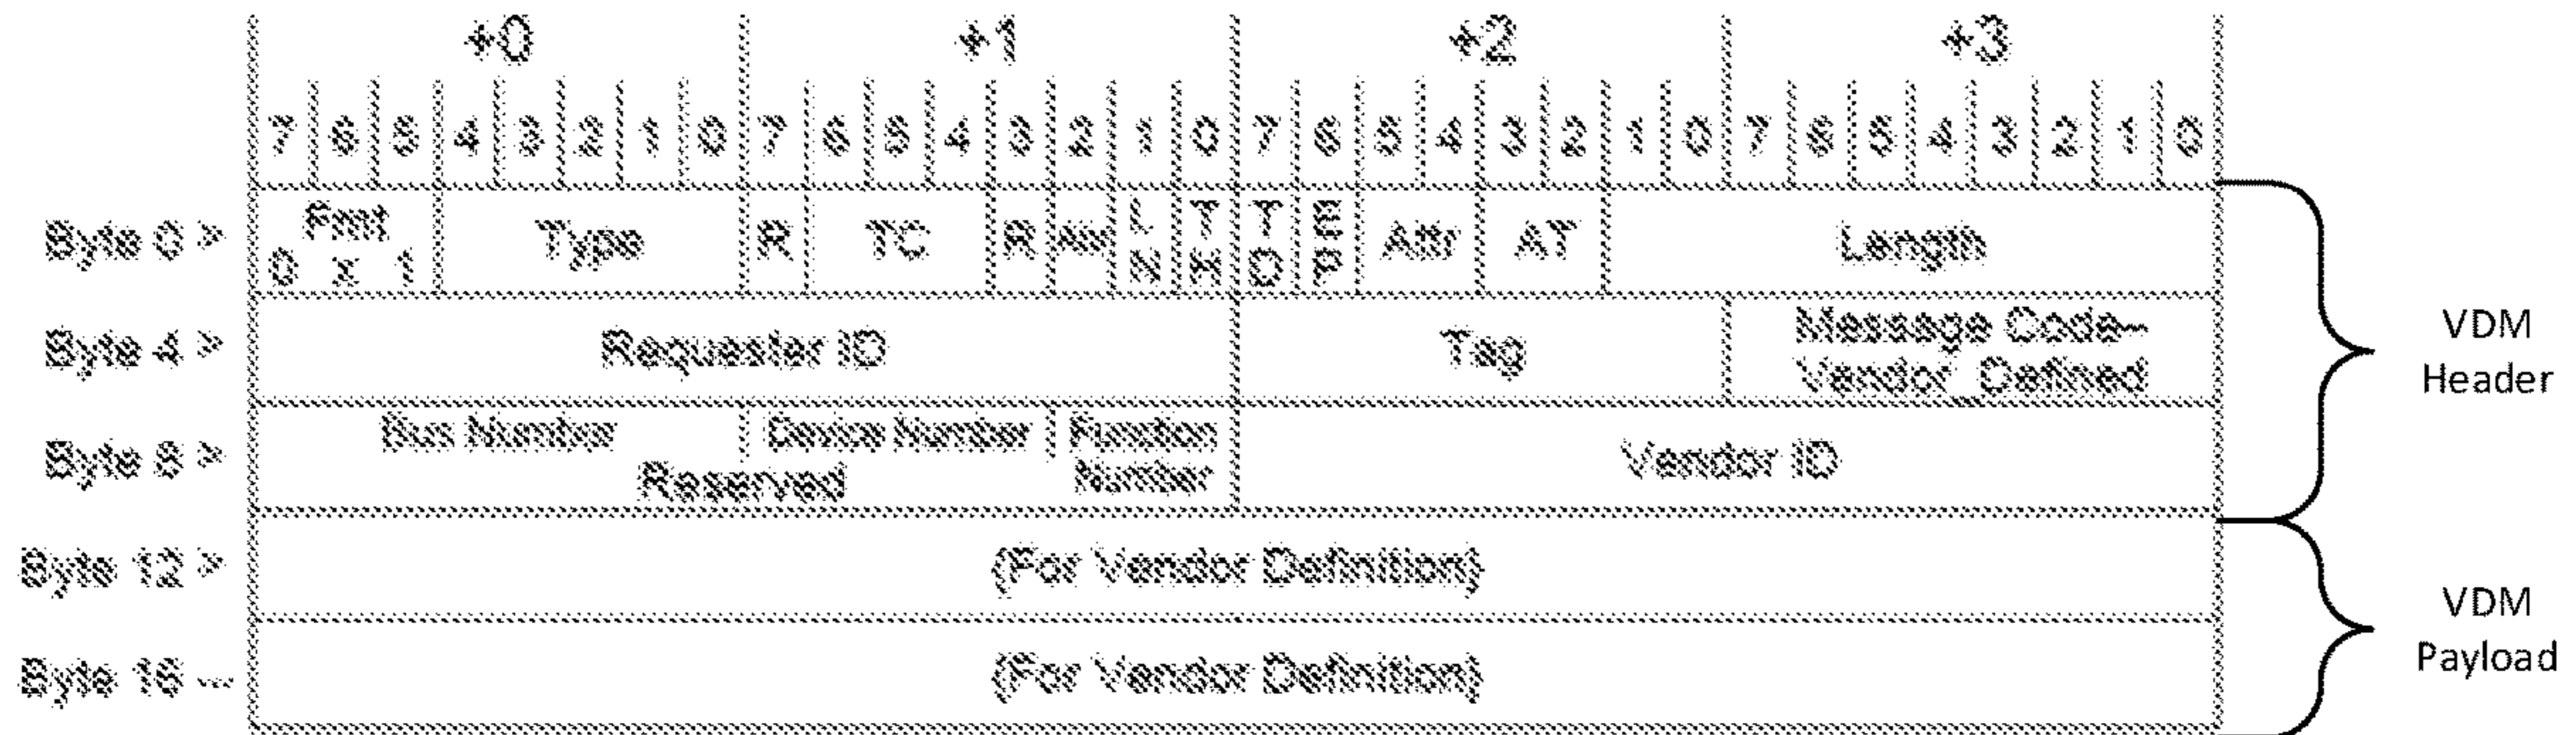 +0 +1 +2 +3
7 6 5 4 3 2 1 0 7 6 5 4 3 2 1 0 7 6 5 4 3 2 1 0 7 6 5 4 3 2 1 0
Byte 0 > Fmt 0 x 1 Type R TC R Attr LN TH TD EP Attr AT Length
Byte 4 > Requester ID Tag Message Code–
Vendor_Defined
Byte 8 > Bus Number Device Number Function
Number
Reserved Vendor ID
Byte 12 > (For Vendor Definition)
Byte 16 --- (For Vendor Definition)
VDM
Header
VDM
Payload